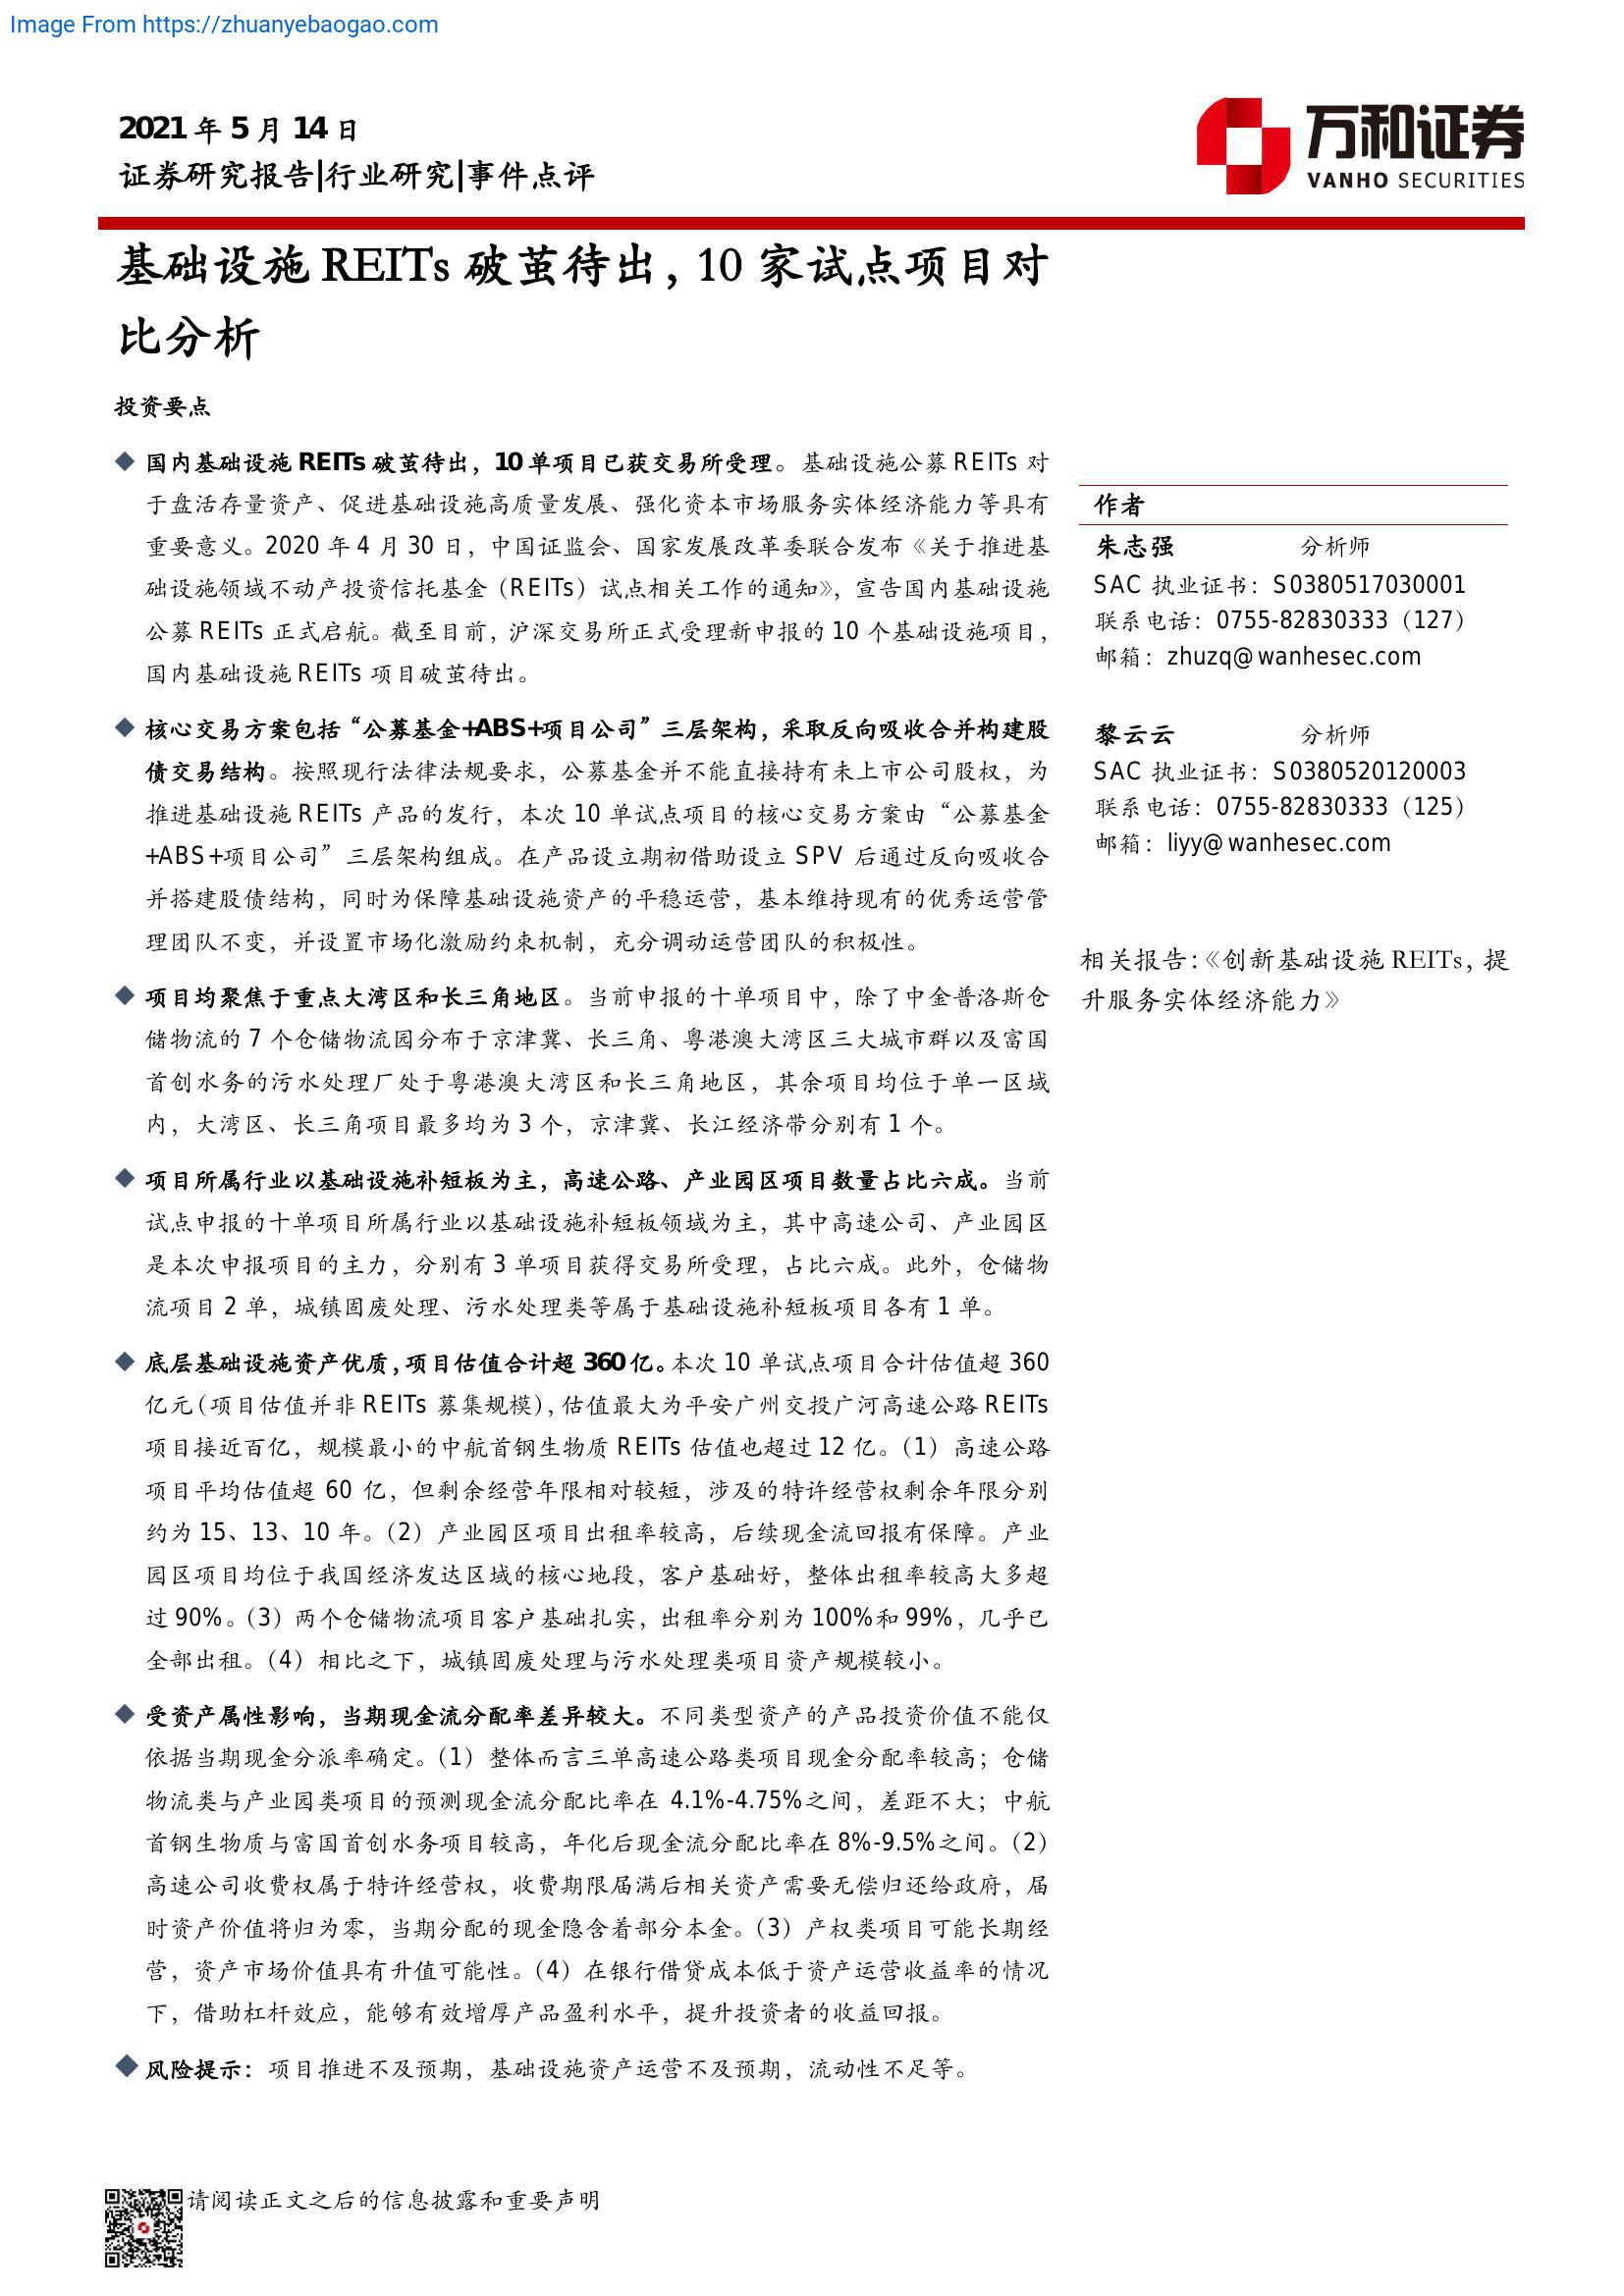 Image From https://zhuanyebaogao.com
2021 年 5 月 14 日
证券研究报告|行业研究|事件点评
万和证券
VANHO SECURITIES
基础设施 REITs 破茧待出，10 家试点项目对
比分析
投资要点
◆ 国内基础设施 REITs 破茧待出，10 单项目已获交易所受理。基础设施公募 REITs 对
于盘活存量资产、促进基础设施高质量发展、强化资本市场服务实体经济能力等具有
重要意义。2020 年 4 月 30 日，中国证监会、国家发展改革委联合发布《关于推进基
础设施领域不动产投资信托基金（REITs）试点相关工作的通知》，宣告国内基础设施
公募 REITs 正式启航。截至目前，沪深交易所正式受理新申报的 10 个基础设施项目，
国内基础设施 REITs 项目破茧待出。
◆ 核心交易方案包括“公募基金+ABS+项目公司”三层架构，采取反向吸收合并构建股
债交易结构。按照现行法律法规要求，公募基金并不能直接持有未上市公司股权，为
推进基础设施 REITs 产品的发行，本次 10 单试点项目的核心交易方案由“公募基金
+ABS+项目公司”三层架构组成。在产品设立期初借助设立 SPV 后通过反向吸收合
并搭建股债结构，同时为保障基础设施资产的平稳运营，基本维持现有的优秀运营管
理团队不变，并设置市场化激励约束机制，充分调动运营团队的积极性。
◆ 项目均聚焦于重点大湾区和长三角地区。当前申报的十单项目中，除了中金普洛斯仓
储物流的 7 个仓储物流园分布于京津冀、长三角、粤港澳大湾区三大城市群以及富国
首创水务的污水处理厂处于粤港澳大湾区和长三角地区，其余项目均位于单一区域
内，大湾区、长三角项目最多均为 3 个，京津冀、长江经济带分别有 1 个。
◆ 项目所属行业以基础设施补短板为主，高速公路、产业园区项目数量占比六成。当前
试点申报的十单项目所属行业以基础设施补短板领域为主，其中高速公司、产业园区
是本次申报项目的主力，分别有 3 单项目获得交易所受理，占比六成。此外，仓储物
流项目 2 单，城镇固废处理、污水处理类等属于基础设施补短板项目各有 1 单。
◆ 底层基础设施资产优质，项目估值合计超 360 亿。本次 10 单试点项目合计估值超 360
亿元（项目估值并非 REITs 募集规模），估值最大为平安广州交投广河高速公路 REITs
项目接近百亿，规模最小的中航首钢生物质 REITs 估值也超过 12 亿。（1）高速公路
项目平均估值超 60 亿，但剩余经营年限相对较短，涉及的特许经营权剩余年限分别
约为 15、13、10 年。（2）产业园区项目出租率较高，后续现金流回报有保障。产业
园区项目均位于我国经济发达区域的核心地段，客户基础好，整体出租率较高大多超
过 90%。（3）两个仓储物流项目客户基础扎实，出租率分别为 100%和 99%，几乎已
全部出租。（4）相比之下，城镇固废处理与污水处理类项目资产规模较小。
◆ 受资产属性影响，当期现金流分配率差异较大。不同类型资产的产品投资价值不能仅
依据当期现金分派率确定。（1）整体而言三单高速公路类项目现金分配率较高；仓储
物流类与产业园类项目的预测现金流分配比率在 4.1%-4.75%之间，差距不大；中航
首钢生物质与富国首创水务项目较高，年化后现金流分配比率在 8%-9.5%之间。（2）
高速公司收费权属于特许经营权，收费期限届满后相关资产需要无偿归还给政府，届
时资产价值将归为零，当期分配的现金隐含着部分本金。（3）产权类项目可能长期经
营，资产市场价值具有升值可能性。（4）在银行借贷成本低于资产运营收益率的情况
下，借助杠杆效应，能够有效增厚产品盈利水平，提升投资者的收益回报。
◆ 风险提示：项目推进不及预期，基础设施资产运营不及预期，流动性不足等。
作者
朱志强 分析师
SAC 执业证书：S0380517030001
联系电话：0755-82830333（127）
邮箱：zhuzq@wanhesec.com
黎云云 分析师
SAC 执业证书：S0380520120003
联系电话：0755-82830333（125）
邮箱：liyy@wanhesec.com
相关报告：《创新基础设施 REITs，提
升服务实体经济能力》
请阅读正文之后的信息披露和重要声明